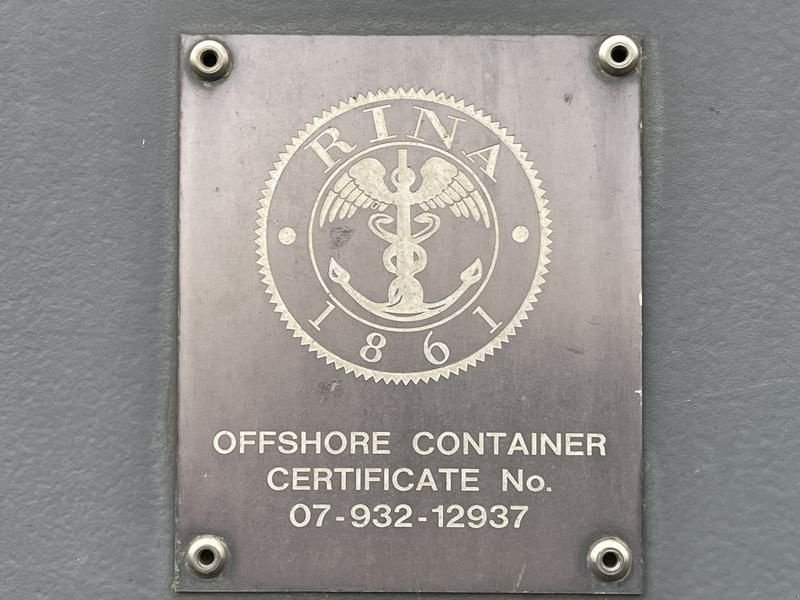 RINA
1861
OFFSHORE CONTAINER
CERTIFICATE No.
07-932-12937